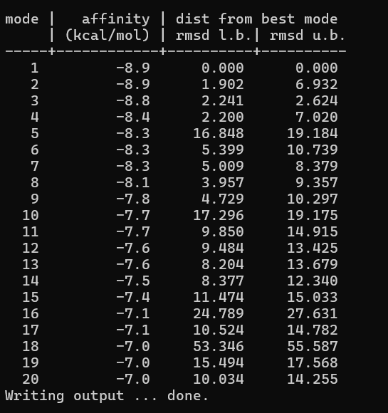 mode |   affinity | dist from best mode
     | (kcal/mol) | rmsd l.b.| rmsd u.b.
-----+------------+----------+----------
   1         -8.9      0.000      0.000
   2         -8.9      1.902      6.932
   3         -8.8      2.241      2.624
   4         -8.4      2.200      7.020
   5         -8.3     16.848     19.184
   6         -8.3      5.399     10.739
   7         -8.3      5.009      8.379
   8         -8.1      3.957      9.357
   9         -7.8      4.729     10.297
  10         -7.7     17.296     19.175
  11         -7.7      9.850     14.915
  12         -7.6      9.484     13.425
  13         -7.6      8.204     13.679
  14         -7.5      8.377     12.340
  15         -7.4     11.474     15.033
  16         -7.1     24.789     27.631
  17         -7.1     10.524     14.782
  18         -7.0     53.346     55.587
  19         -7.0     15.494     17.568
  20         -7.0     10.034     14.255
Writing output ... done.